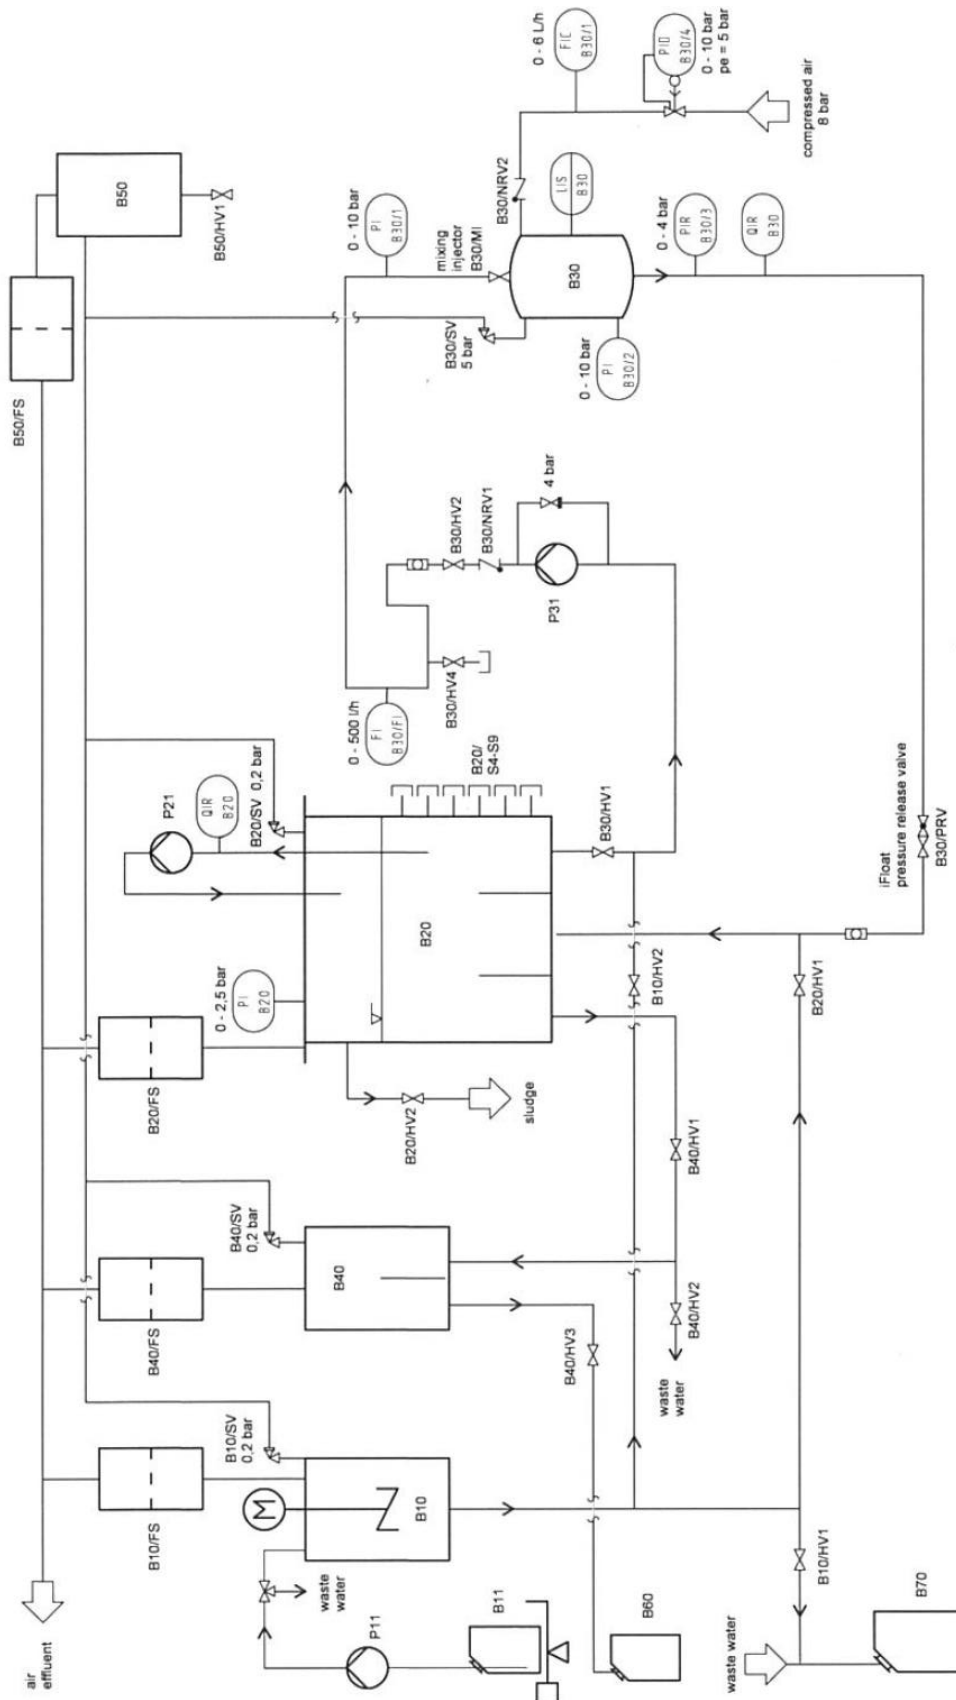 air
effluent
B50/FS
B10/FS
B40/FS
B20/FS
B50
B50/HV1
B10/SV
0,2 bar
B40/SV
0,2 bar
0 - 2,5 bar
PI
B20
P21
QIR
B20
B20/SV 0,2 bar
M
B10
B40
B20
waste
water
P11
B11
sludge
B20/HV2
B20/
S4-S9
0 - 500 l/h
FI
B30/FI
B30/HV4
B30/HV2
B30/NRV1
4 bar
P31
0 - 10 bar
PI
B30/1
mixing
injector
B30/MI
B30/SV
5 bar
B30/NRV2
0 - 6 L/h
FIC
B30/1
PID
B30/4
0 - 10 bar
pe = 5 bar
compressed air
8 bar
LIS
B30
B30
0 - 10 bar
PI
B30/2
0 - 4 bar
PIR
B30/3
QIR
B30
B40/HV3
B30/HV1
B10/HV2
B40/HV1
B40/HV2
waste
water
B60
B10/HV1
B20/HV1
iFloat
pressure release valve
B30/PRV
waste water
B70